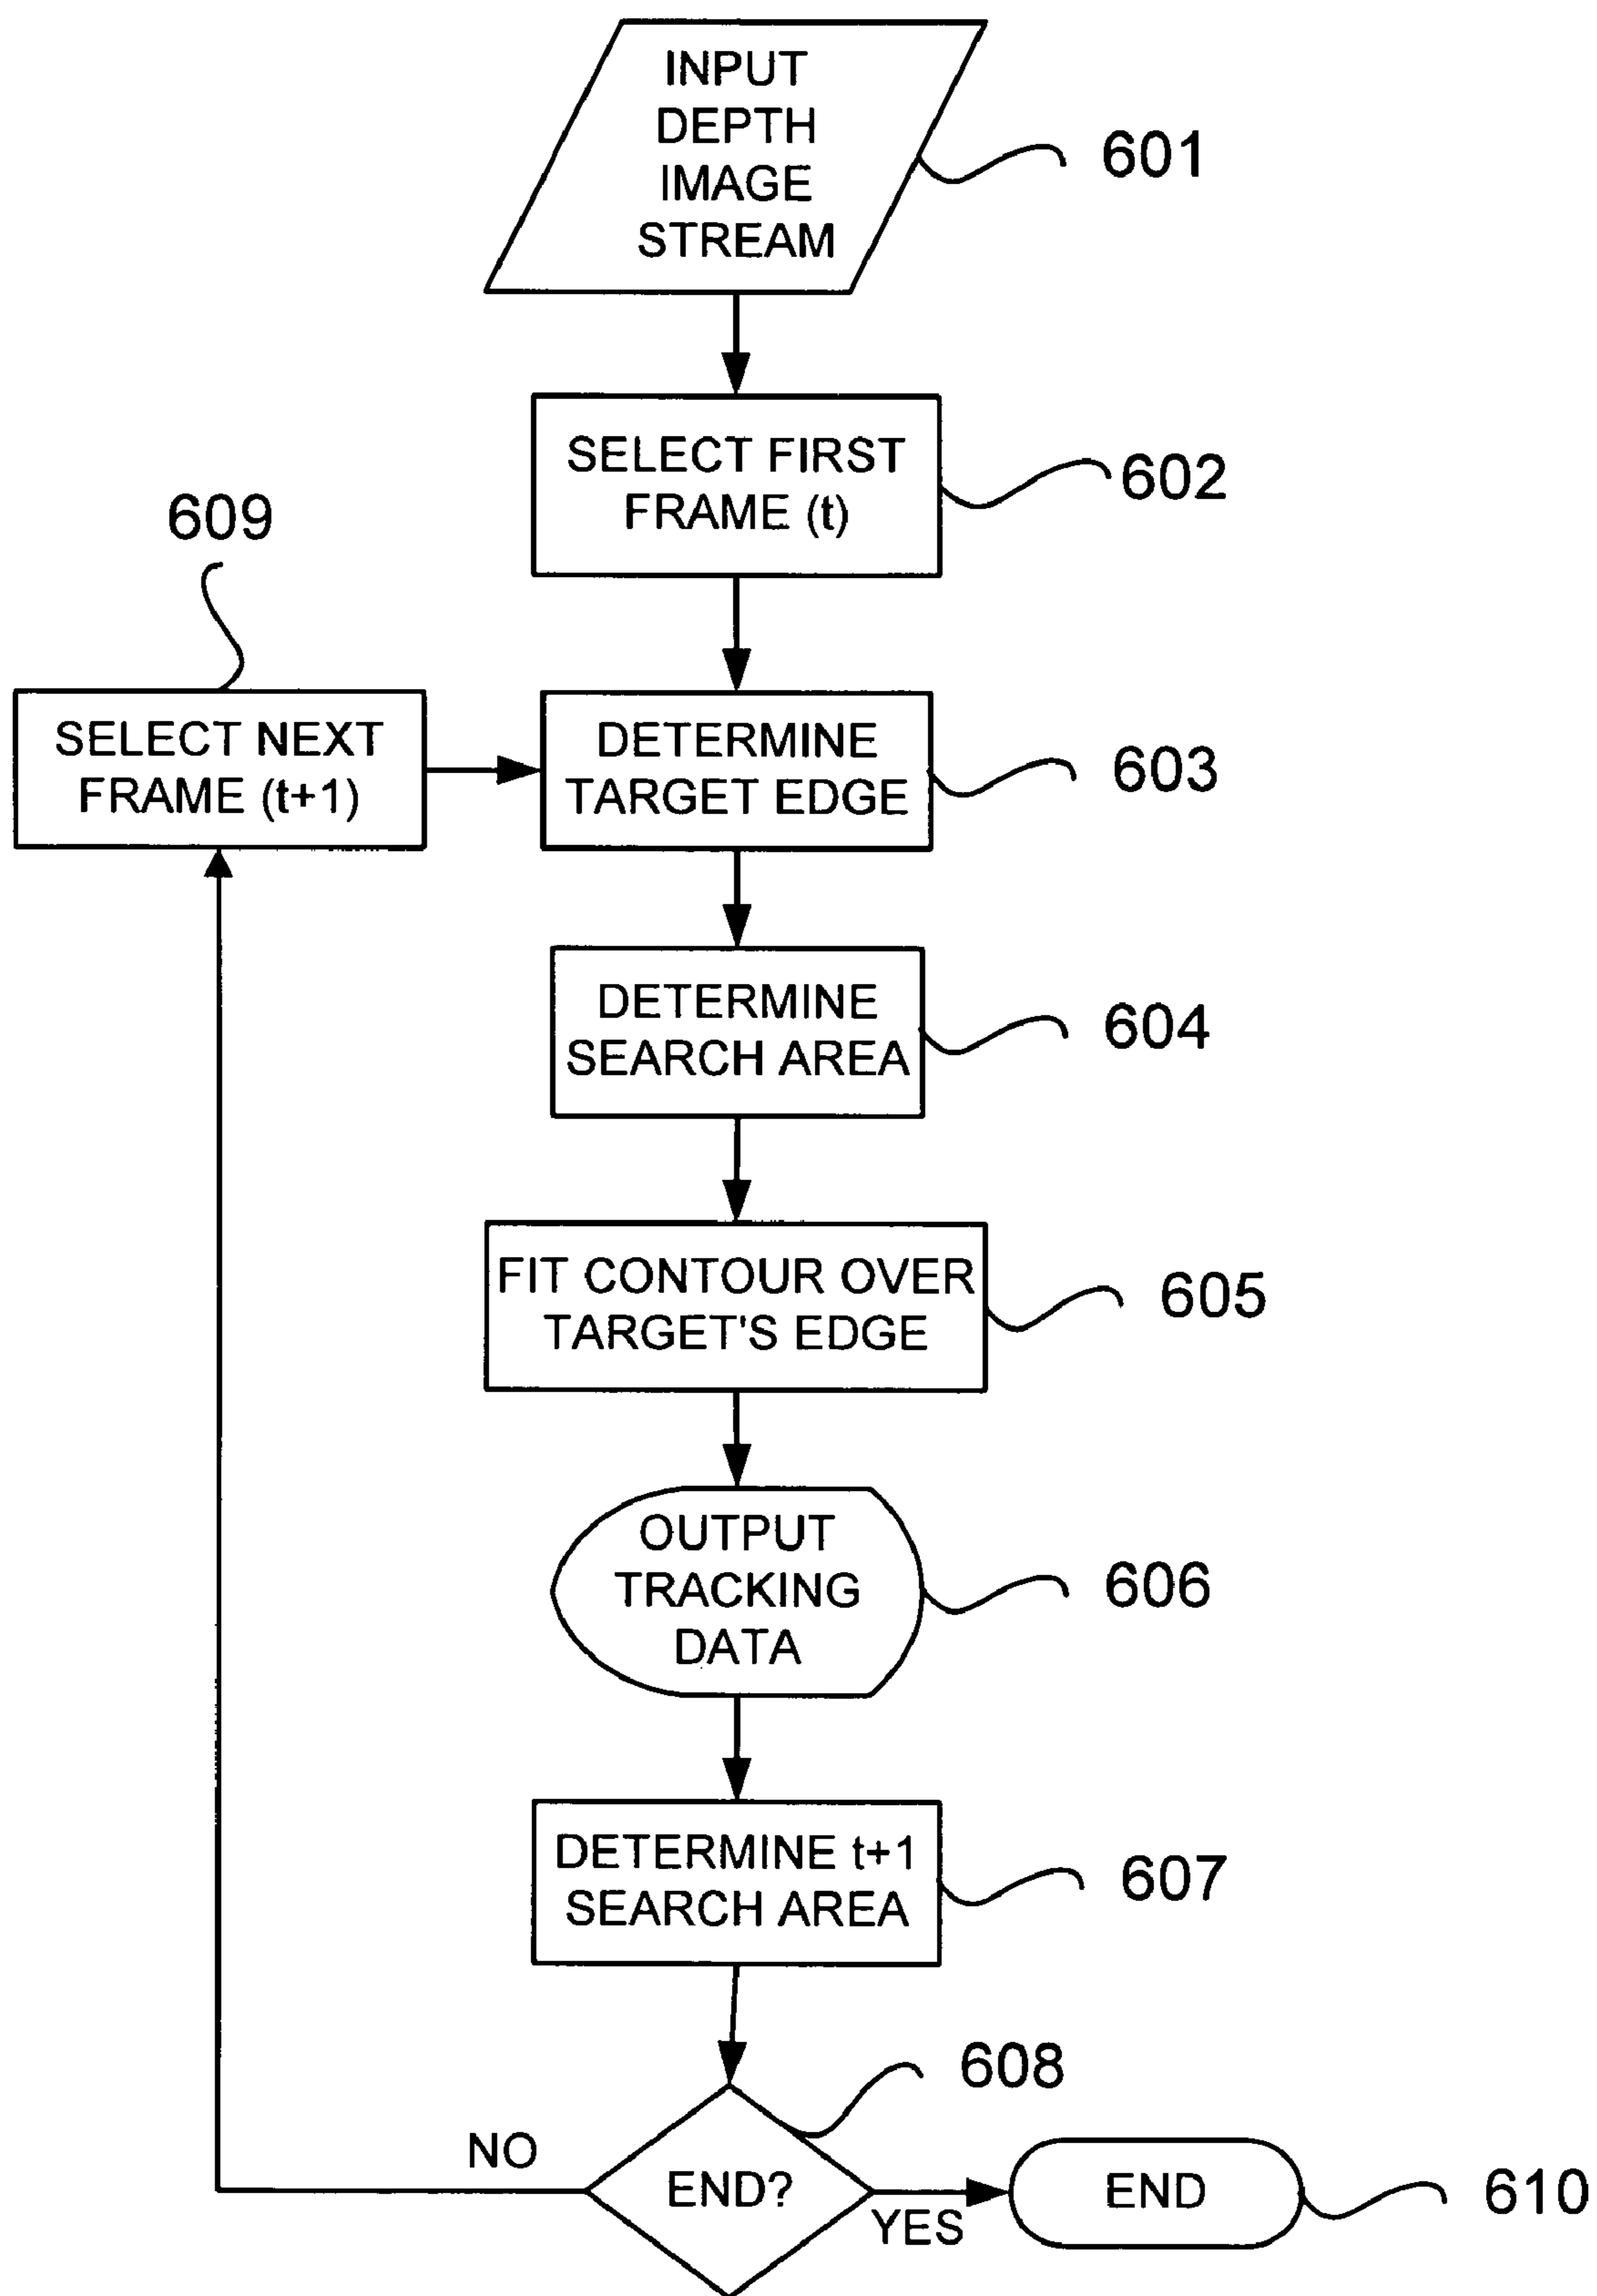 INPUT
DEPTH
IMAGE
STREAM
601
SELECT FIRST
FRAME (t)
602
609
SELECT NEXT
FRAME (t+1)
DETERMINE
TARGET EDGE
603
DETERMINE
SEARCH AREA
604
FIT CONTOUR OVER
TARGET'S EDGE
605
OUTPUT
TRACKING
DATA
606
DETERMINE t+1
SEARCH AREA
607
608
NO
END?
YES
END
610